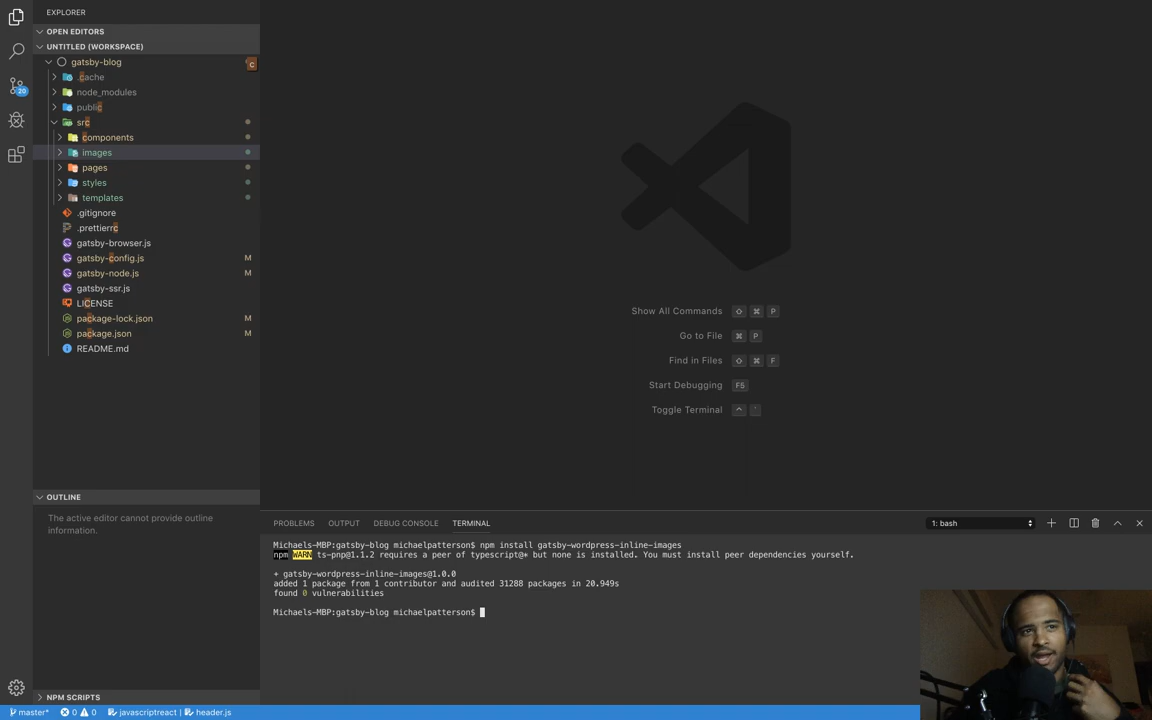 EXPLORER
OPEN EDITORS
UNTITLED (WORKSPACE)
gatsby-blog
c
.cache
node_modules
public
src
components
images
pages
styles
templates
.gitignore
.prettierrc
gatsby-browser.js
gatsby-config.js M
gatsby-node.js M
gatsby-ssr.js
LICENSE
package-lock.json M
package.json M
README.md
20
OUTLINE
The active editor cannot provide outline
information.
NPM SCRIPTS
Show All Commands ⇧ ⌘ P
Go to File ⌘ P
Find in Files ⇧ ⌘ F
Start Debugging F5
Toggle Terminal ^ `
PROBLEMS OUTPUT DEBUG CONSOLE TERMINAL 1: bash
Michaels-MBP:gatsby-blog michaelpatterson$ npm install gatsby-wordpress-inline-images
npm WARN ts-pnp@1.1.2 requires a peer of typescript@* but none is installed. You must install peer dependencies yourself.
+ gatsby-wordpress-inline-images@1.0.0
added 1 package from 1 contributor and audited 31288 packages in 20.949s
found 0 vulnerabilities
Michaels-MBP:gatsby-blog michaelpatterson$
master* 0 0 javascriptreact | header.js